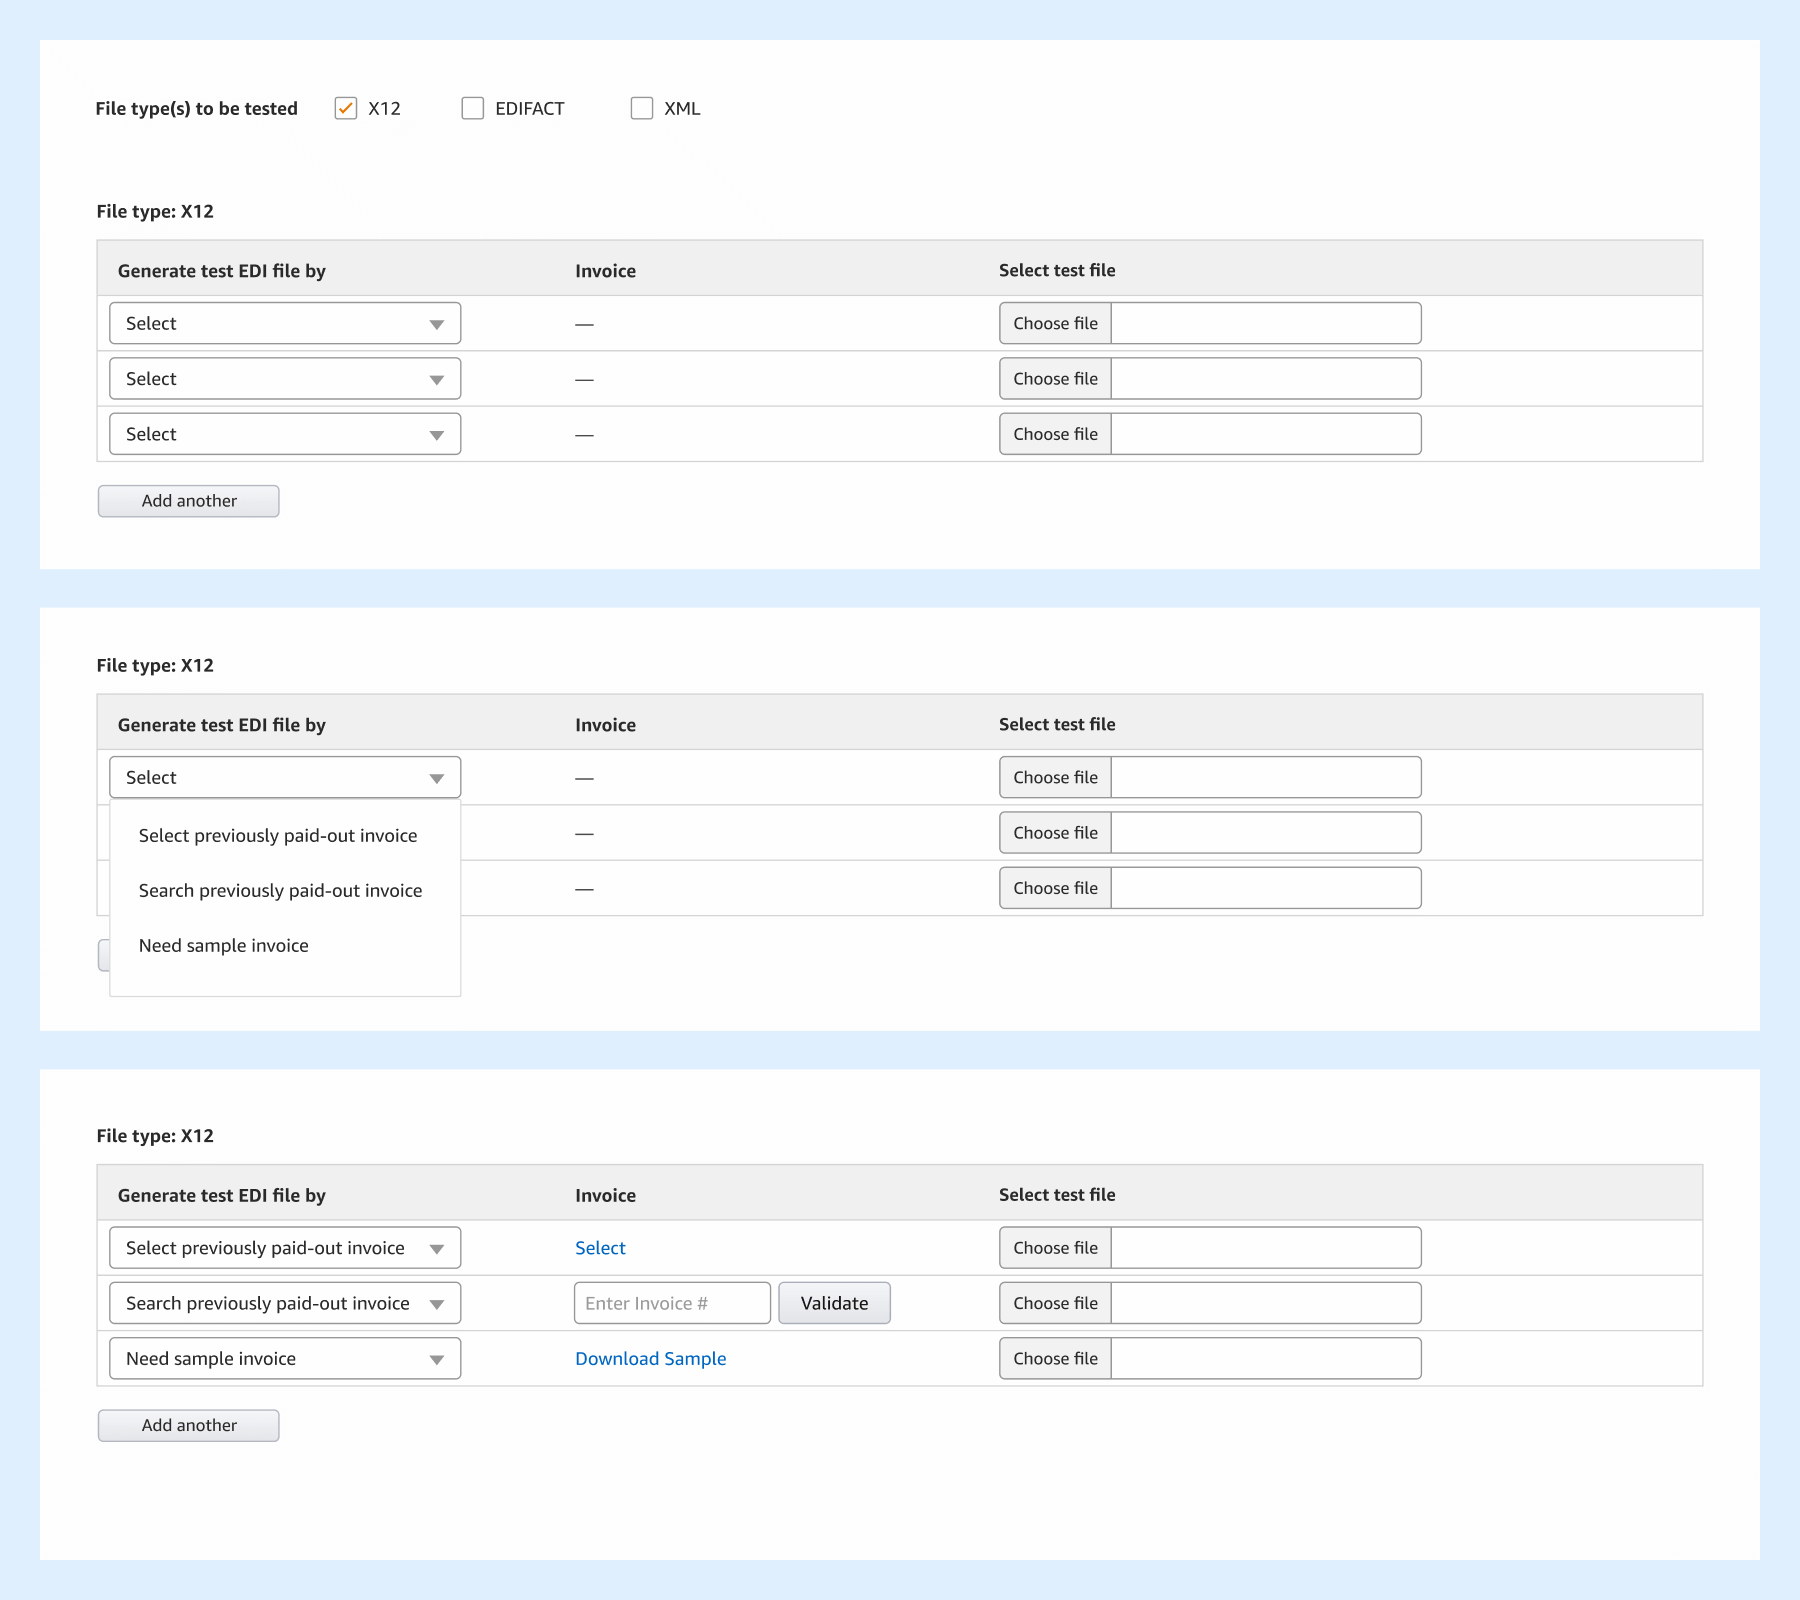 File type(s) to be tested X12 EDIFACT XML
File type: X12
Generate test EDI file by Invoice Select test file
Select — Choose file
Select — Choose file
Select — Choose file
Add another
File type: X12
Generate test EDI file by Invoice Select test file
Select — Choose file
Select previously paid-out invoice — Choose file
Search previously paid-out invoice — Choose file
Need sample invoice
File type: X12
Generate test EDI file by Invoice Select test file
Select previously paid-out invoice Select Choose file
Search previously paid-out invoice Enter Invoice # Validate Choose file
Need sample invoice Download Sample Choose file
Add another